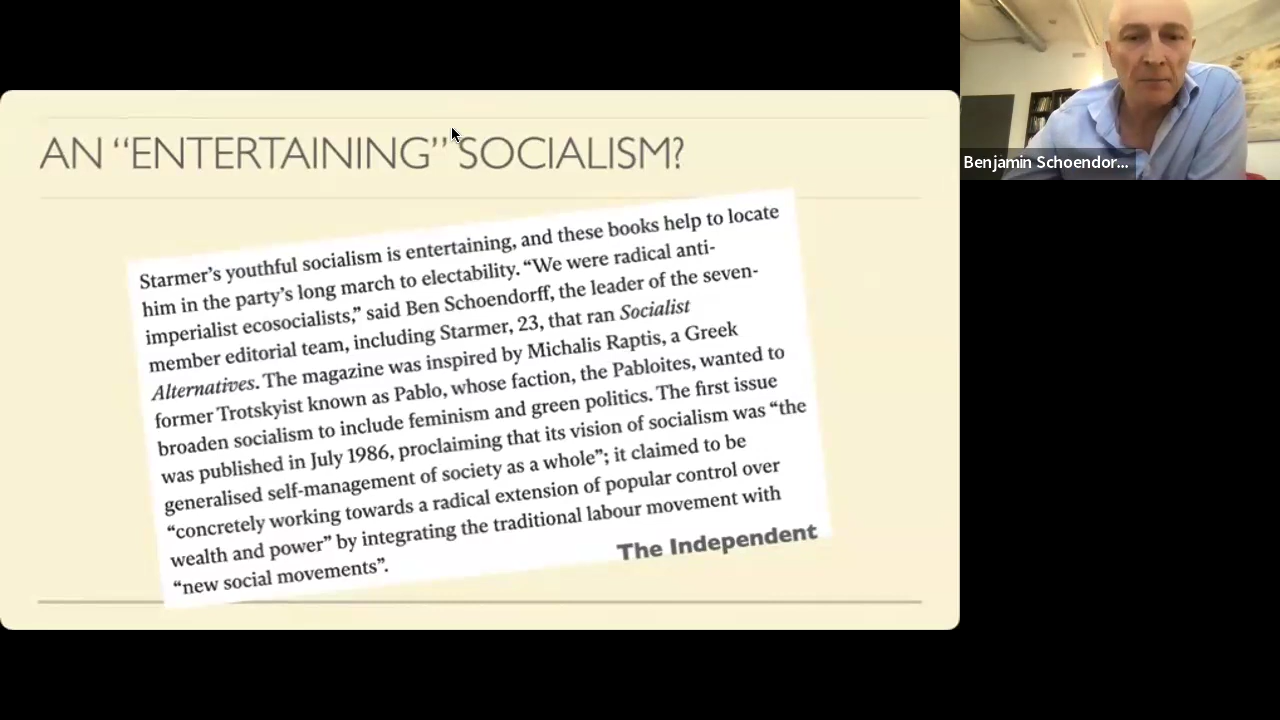 AN “ENTERTAINING” SOCIALISM?
Starmer’s youthful socialism is entertaining, and these books help to locate
him in the party’s long march to electability. “We were radical anti-
imperialist ecosocialists,” said Ben Schoendorff, the leader of the seven-
member editorial team, including Starmer, 23, that ran Socialist
Alternatives. The magazine was inspired by Michalis Raptis, a Greek
former Trotskyist known as Pablo, whose faction, the Pabloites, wanted to
broaden socialism to include feminism and green politics. The first issue
was published in July 1986, proclaiming that its vision of socialism was “the
generalised self-management of society as a whole”; it claimed to be
“concretely working towards a radical extension of popular control over
wealth and power” by integrating the traditional labour movement with
“new social movements”.
The Independent
Benjamin Schoendor...